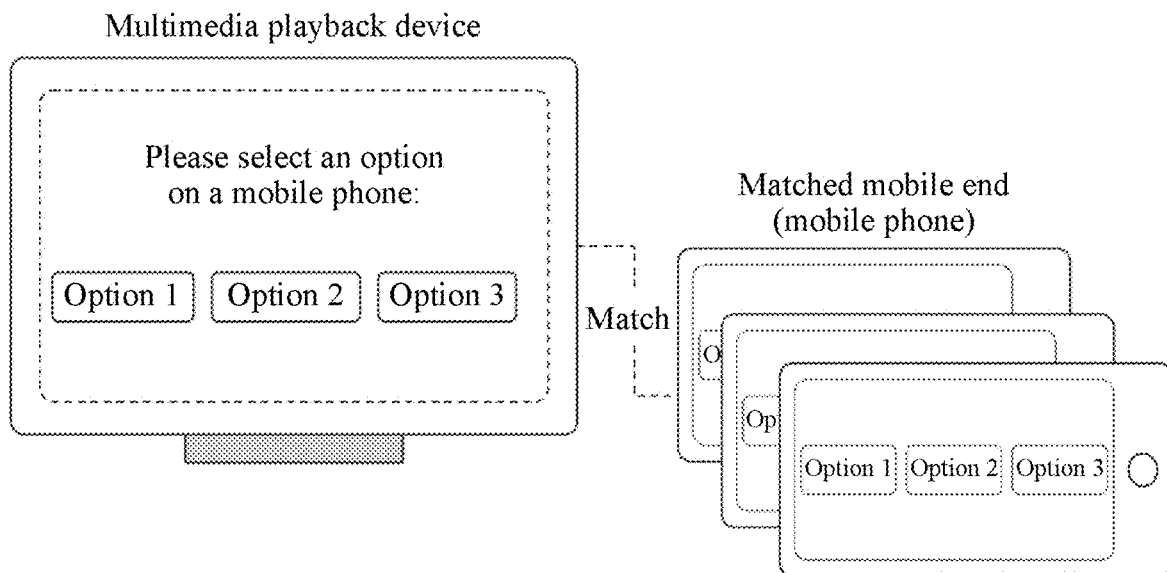 Multimedia playback device
Please select an option
on a mobile phone:
Option 1 Option 2 Option 3
Match
Matched mobile end
(mobile phone)
O
Op
Option 1 Option 2 Option 3